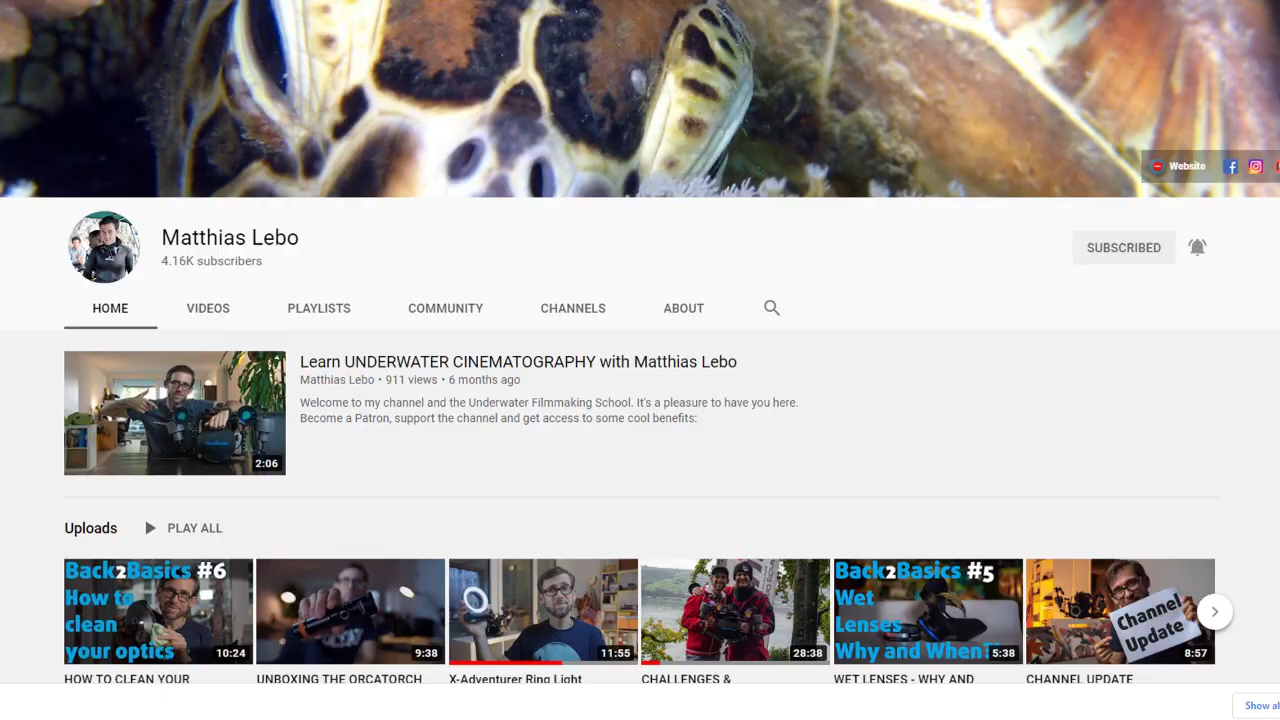 Website
Matthias Lebo
4.16K subscribers
SUBSCRIBED
HOME VIDEOS PLAYLISTS COMMUNITY CHANNELS ABOUT
2:06
Learn UNDERWATER CINEMATOGRAPHY with Matthias Lebo
Matthias Lebo • 911 views • 6 months ago
Welcome to my channel and the Underwater Filmmaking School. It's a pleasure to have you here.
Become a Patron, support the channel and get access to some cool benefits:
Uploads PLAY ALL
Back2Basics #6
How to
clean
your optics
10:24
9:38
11:55
28:38
Back2Basics #5
Wet
Lenses
Why and When?
5:38
Channel
Update
8:57
HOW TO CLEAN YOUR
UNBOXING THE ORCATORCH
X-Adventurer Ring Light
CHALLENGES &
WET LENSES - WHY AND
CHANNEL UPDATE
Show al